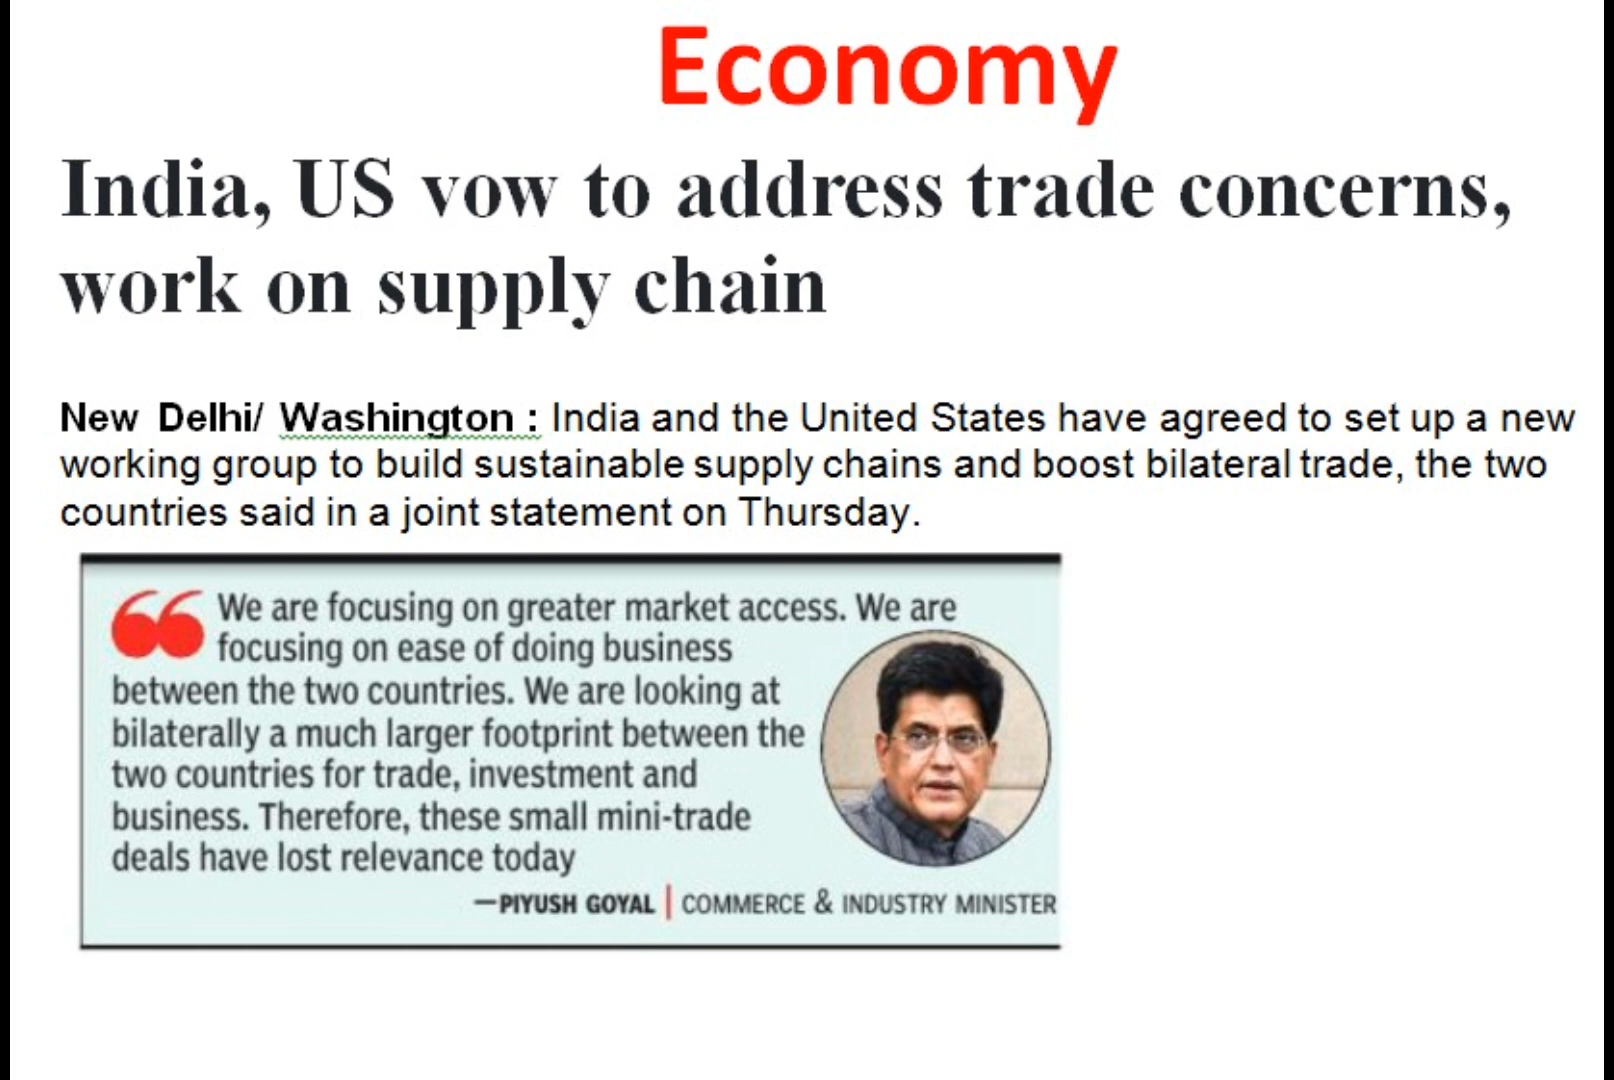 Economy
India, US vow to address trade concerns,
work on supply chain
New Delhi/ Washington : India and the United States have agreed to set up a new
working group to build sustainable supply chains and boost bilateral trade, the two
countries said in a joint statement on Thursday.
“ We are focusing on greater market access. We are
focusing on ease of doing business
between the two countries. We are looking at
bilaterally a much larger footprint between the
two countries for trade, investment and
business. Therefore, these small mini-trade
deals have lost relevance today
—PIYUSH GOYAL | COMMERCE & INDUSTRY MINISTER